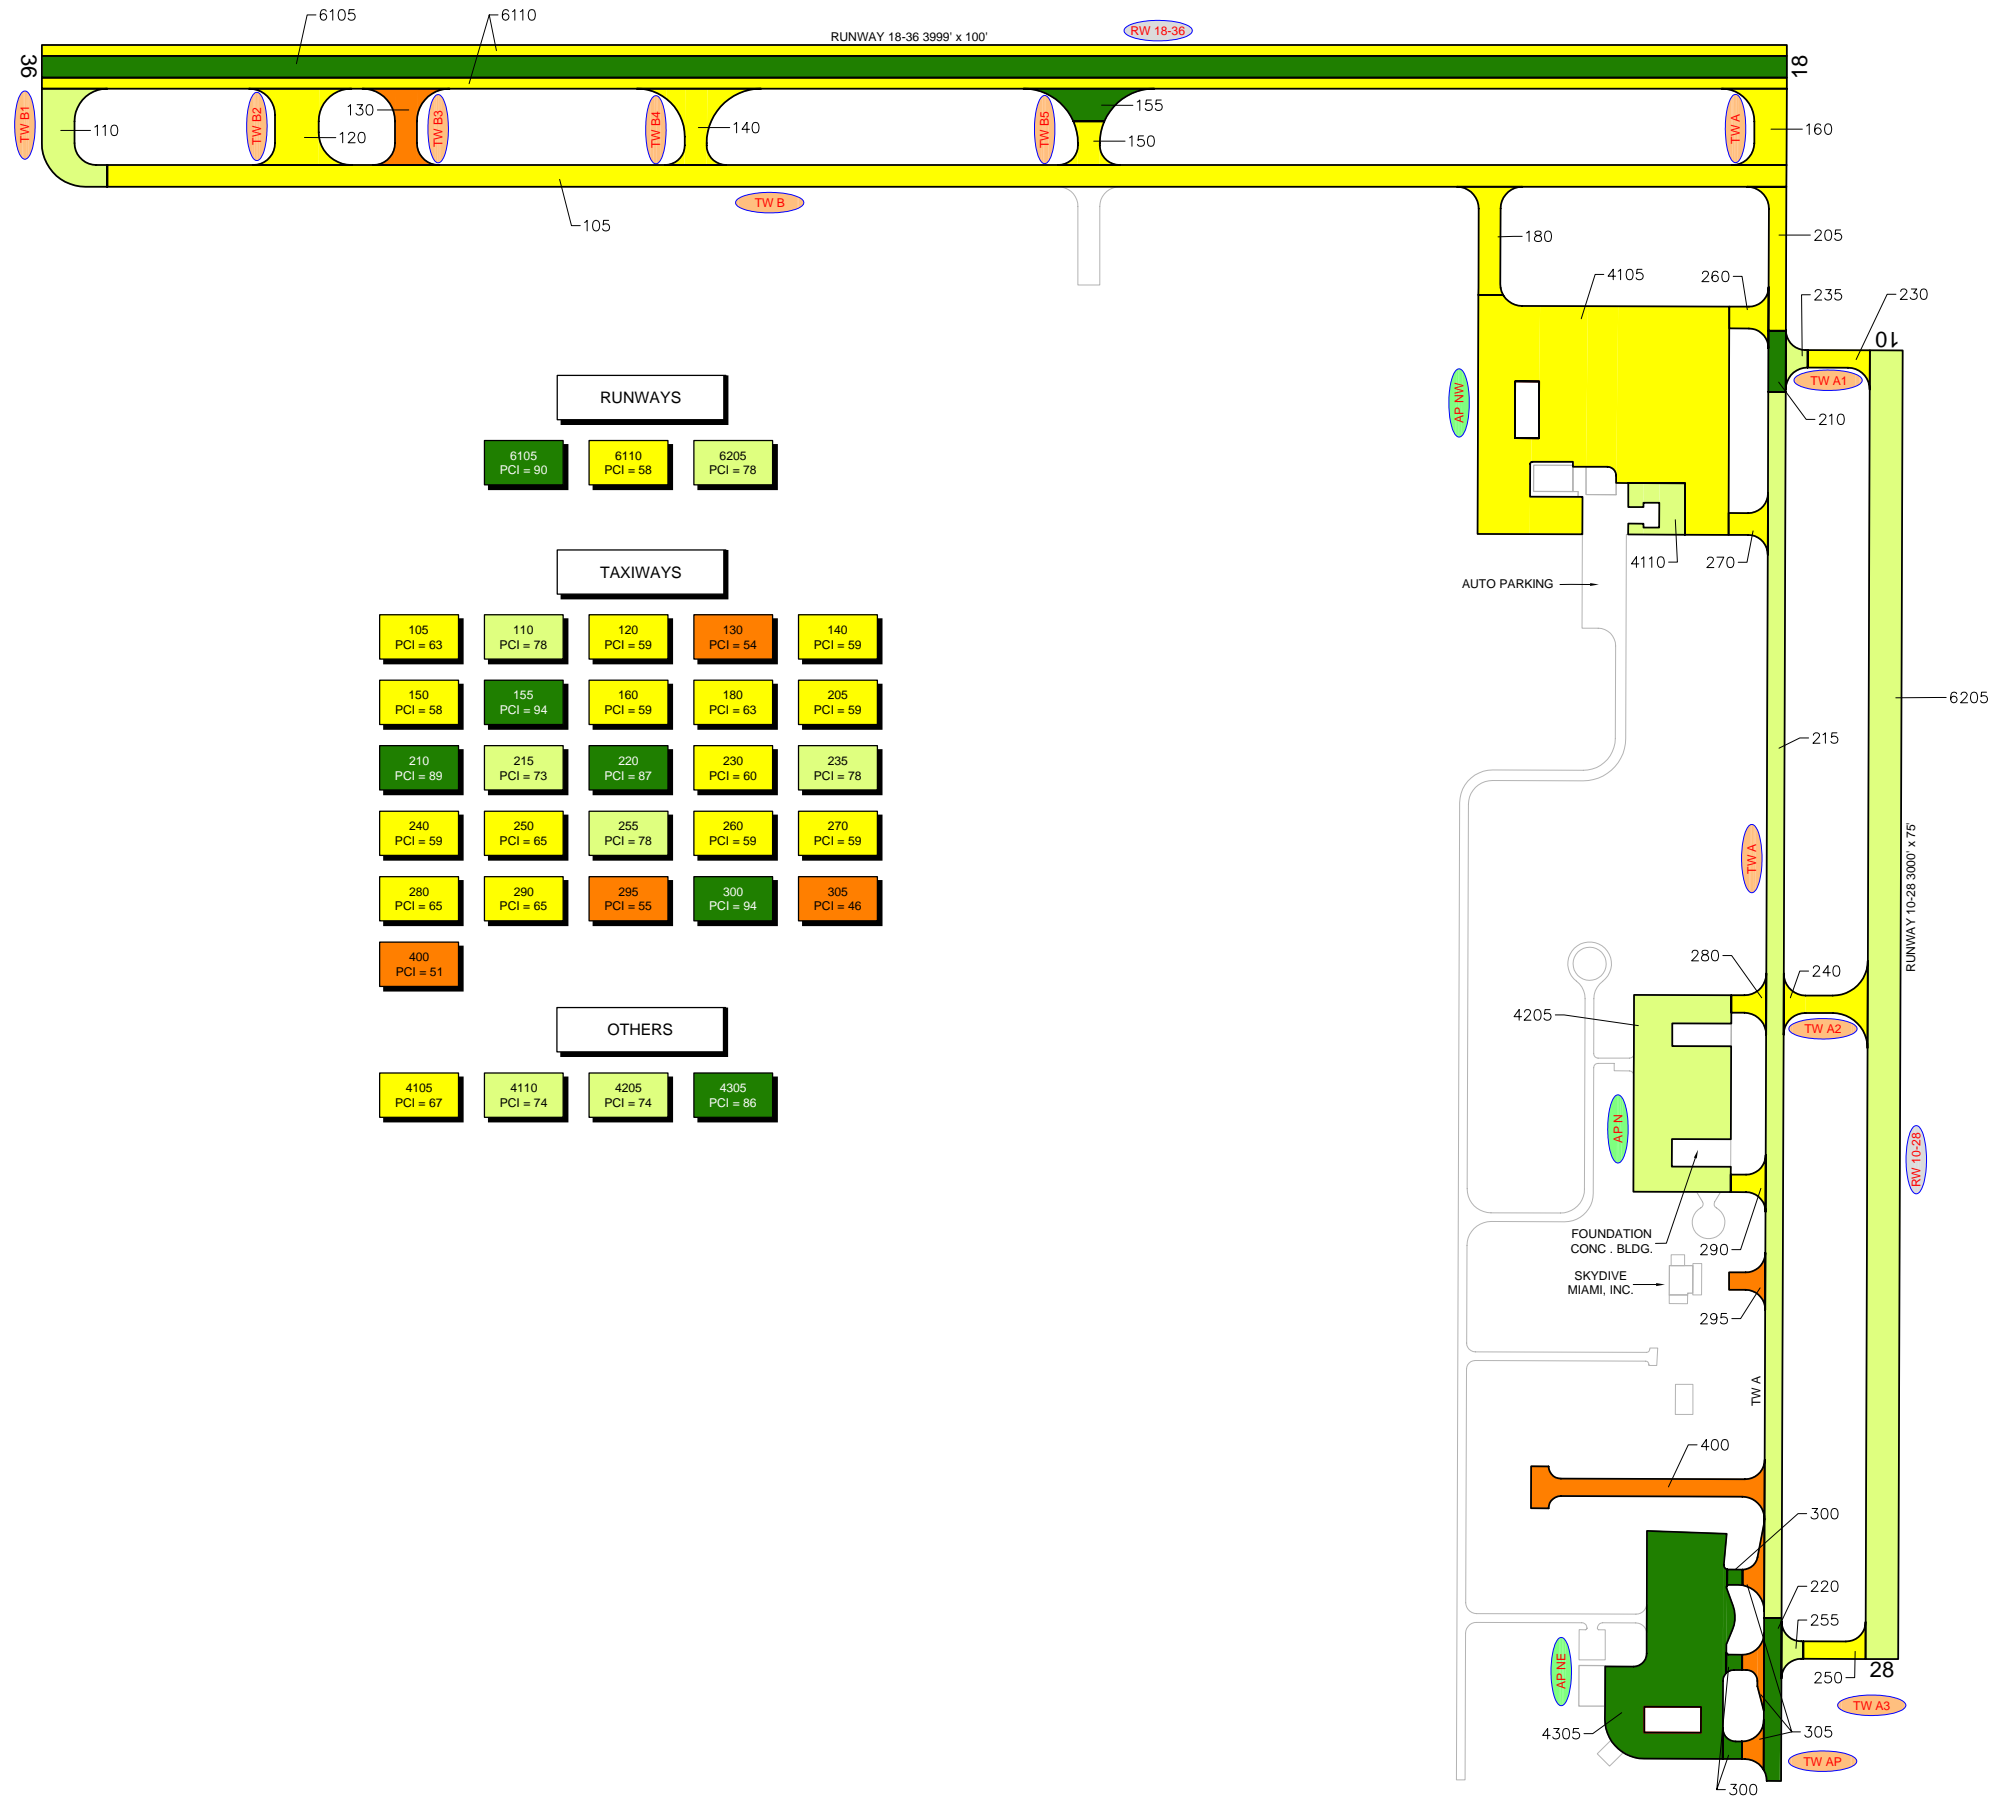 6105
6110
RW 18-36
RUNWAY 18-36 3999' x 100'
36
18
TW B1
110
TW B2
120
130
TW B3
TW B4
140
TW B5
155
150
TW A
160
TW B
105
180
205
4105
260
235
230
10
TW A1
210
AP NW
4110
270
AUTO PARKING
RUNWAYS
6105
PCI = 90
6110
PCI = 58
6205
PCI = 78
TAXIWAYS
105
PCI = 63
110
PCI = 78
120
PCI = 59
130
PCI = 54
140
PCI = 59
150
PCI = 58
155
PCI = 94
160
PCI = 59
180
PCI = 63
205
PCI = 59
210
PCI = 89
215
PCI = 73
220
PCI = 87
230
PCI = 60
235
PCI = 78
240
PCI = 59
250
PCI = 65
255
PCI = 78
260
PCI = 59
270
PCI = 59
280
PCI = 65
290
PCI = 65
295
PCI = 55
300
PCI = 94
305
PCI = 46
400
PCI = 51
OTHERS
4105
PCI = 67
4110
PCI = 74
4205
PCI = 74
4305
PCI = 86
6205
215
TW A
RUNWAY 10-28 3000' x 75'
280
240
4205
TW A2
AP N
RW 10-28
FOUNDATION
CONC . BLDG.
290
SKYDIVE
MIAMI, INC.
295
TW A
400
300
220
255
AP NE
250
28
TW A3
4305
305
TW AP
300